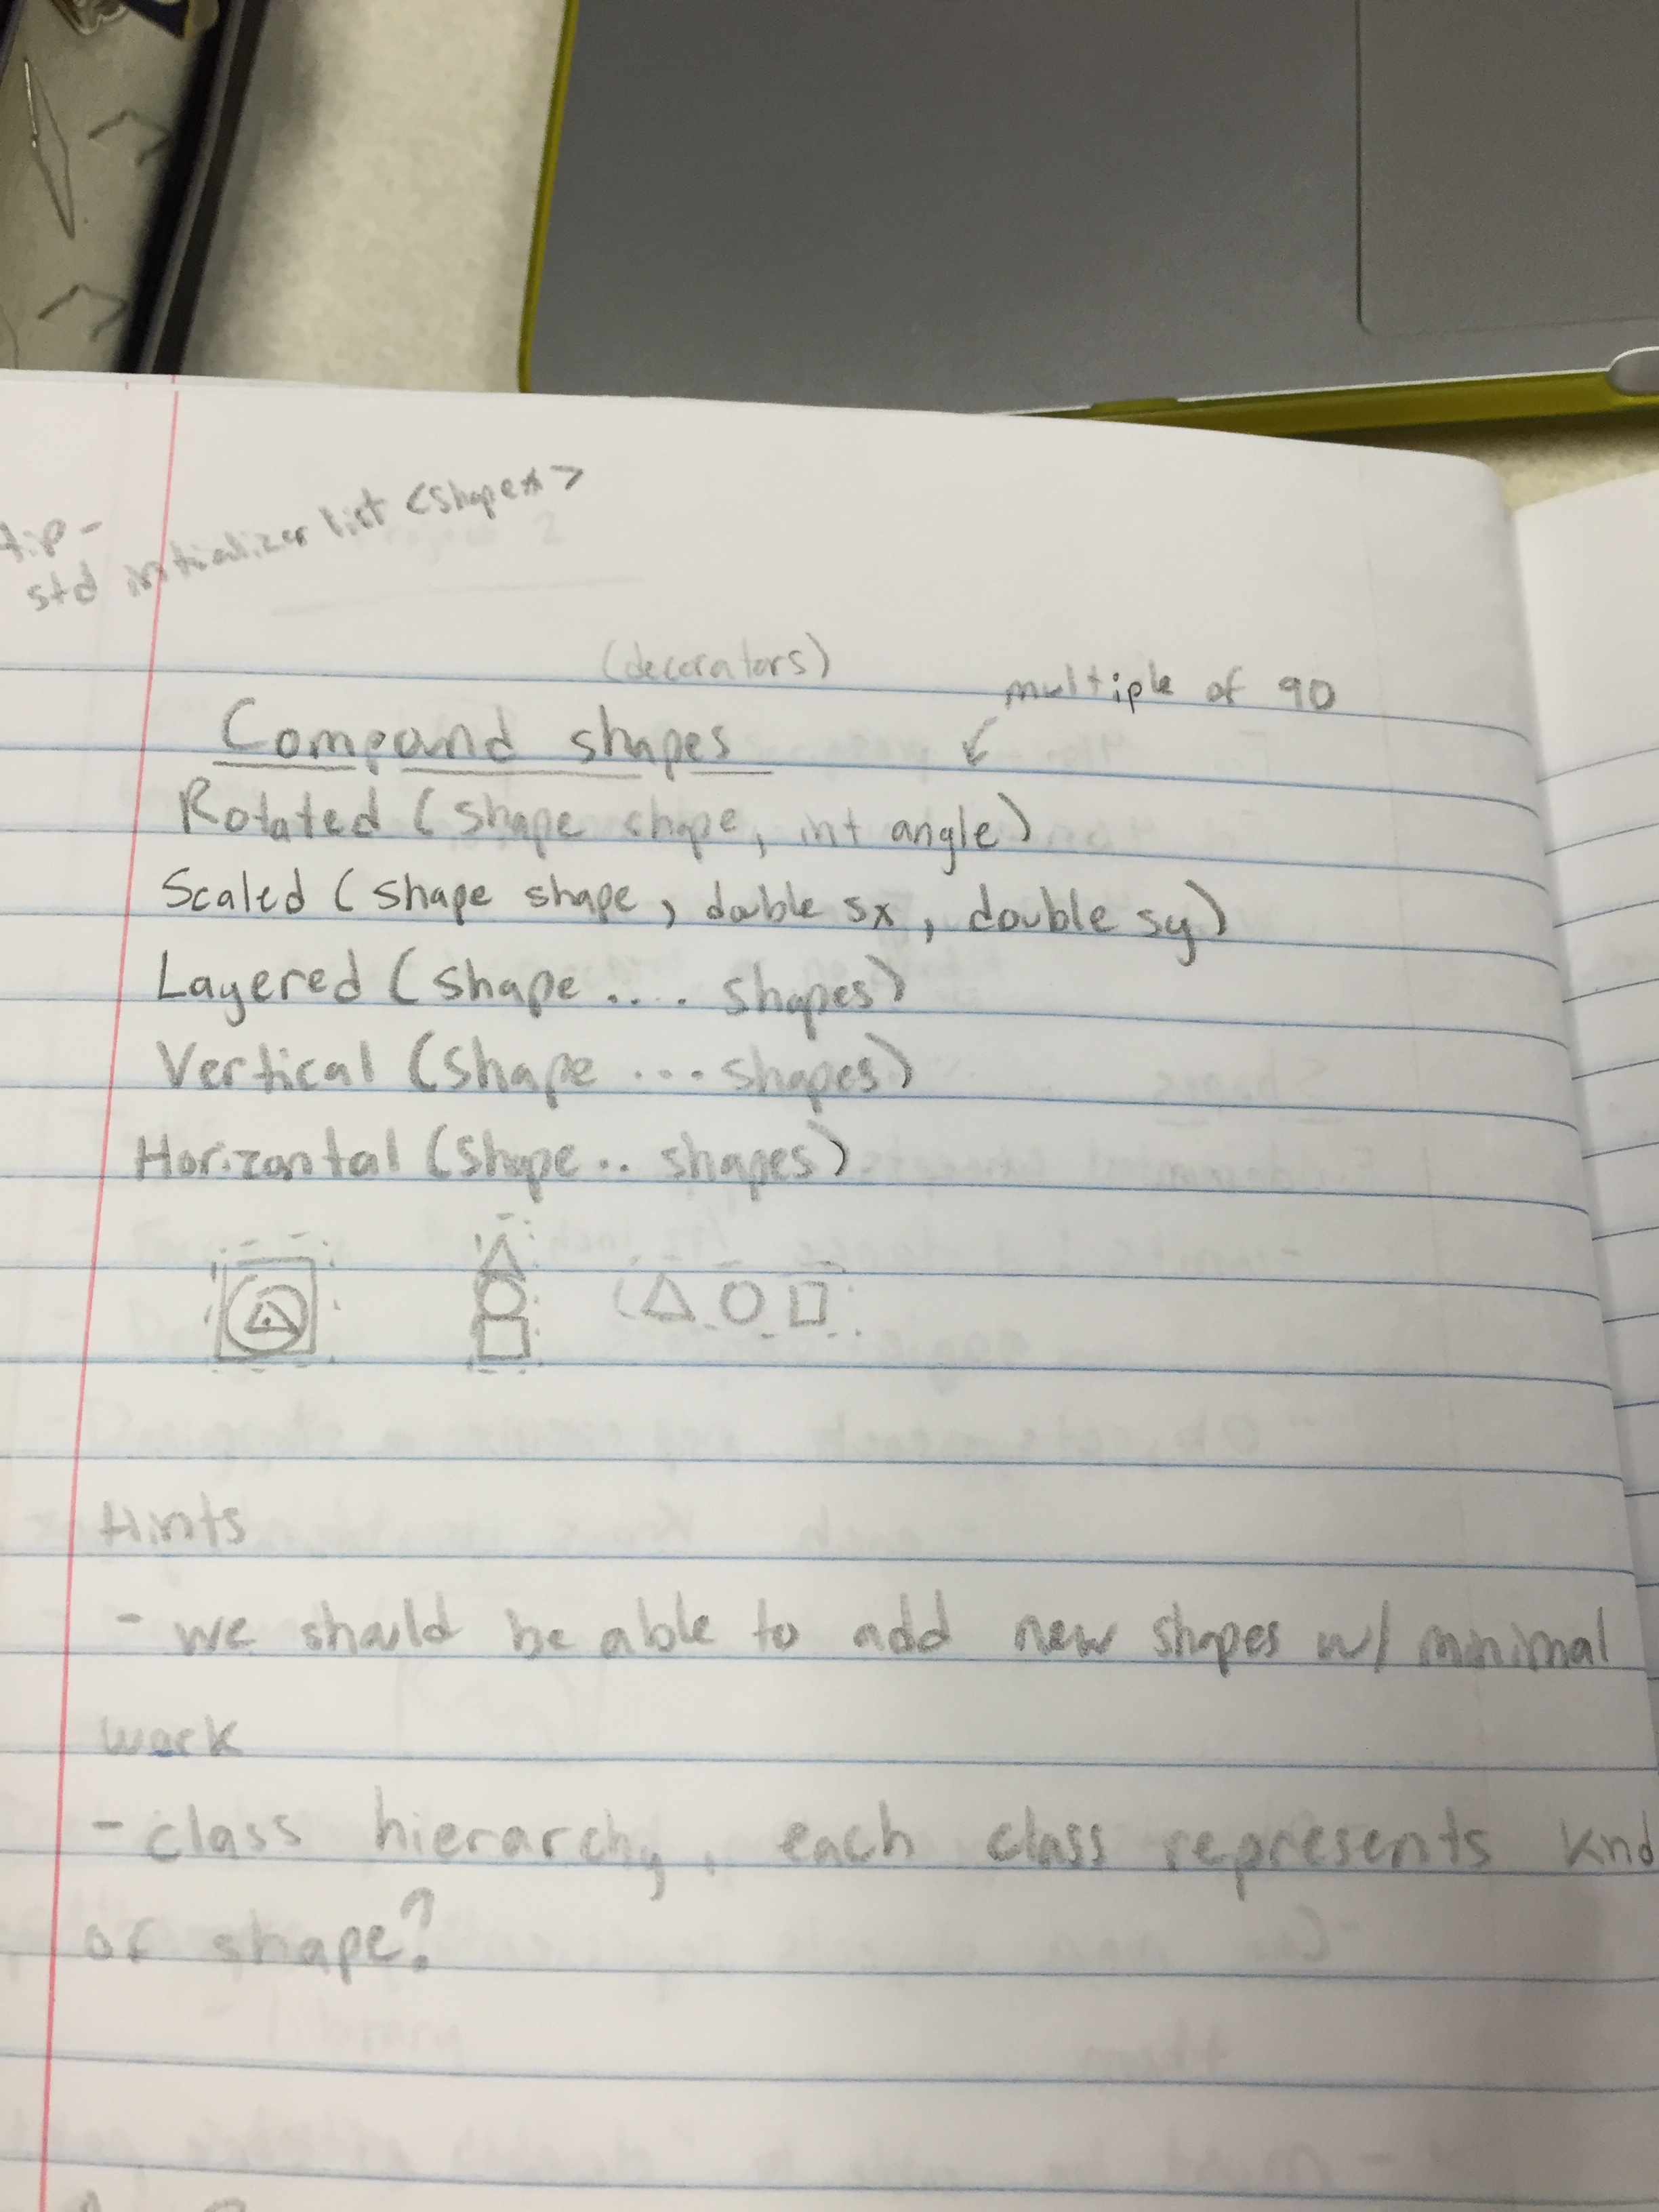 tip -
std initializer list <Shape*>
(decorators)
multiple of 90
Compound shapes
Rotated (Shape shape, int angle)
Scaled (shape shape, double sx, double sy)
Layered (shape .... shapes)
Vertical (Shape ... shapes)
Horizontal (Shape .. shapes)
Hints
- we should be able to add new shapes w/ minimal
work
- class hierarchy, each class represents knd
of shape?